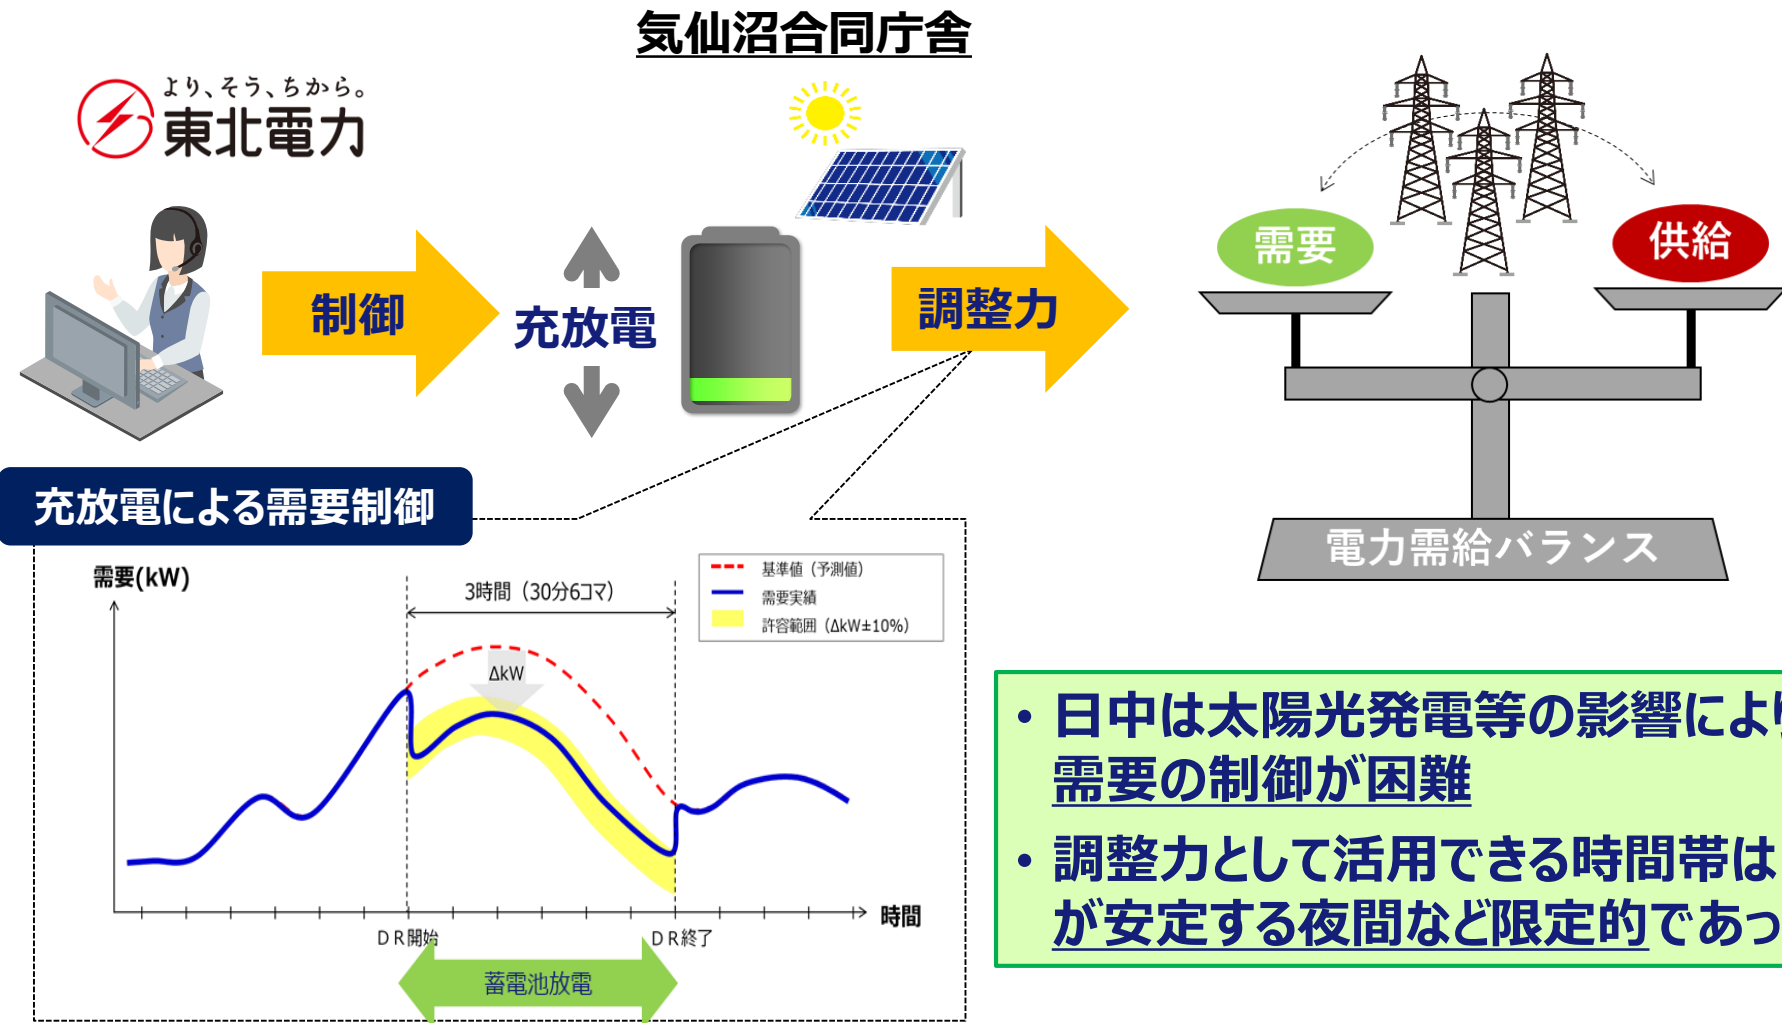 気仙沼合同庁舎
より、そう、ちから。
東北電力
制御
充放電
調整力
需要
供給
電力需給バランス
充放電による需要制御
需要(kW)
3時間（30分6コマ）
基準値（予測値）
需要実績
許容範囲（ΔkW±10%）
ΔkW
時間
ＤＲ開始
ＤＲ終了
蓄電池放電
・日中は太陽光発電等の影響により
需要の制御が困難
・調整力として活用できる時間帯は
が安定する夜間など限定的であっ